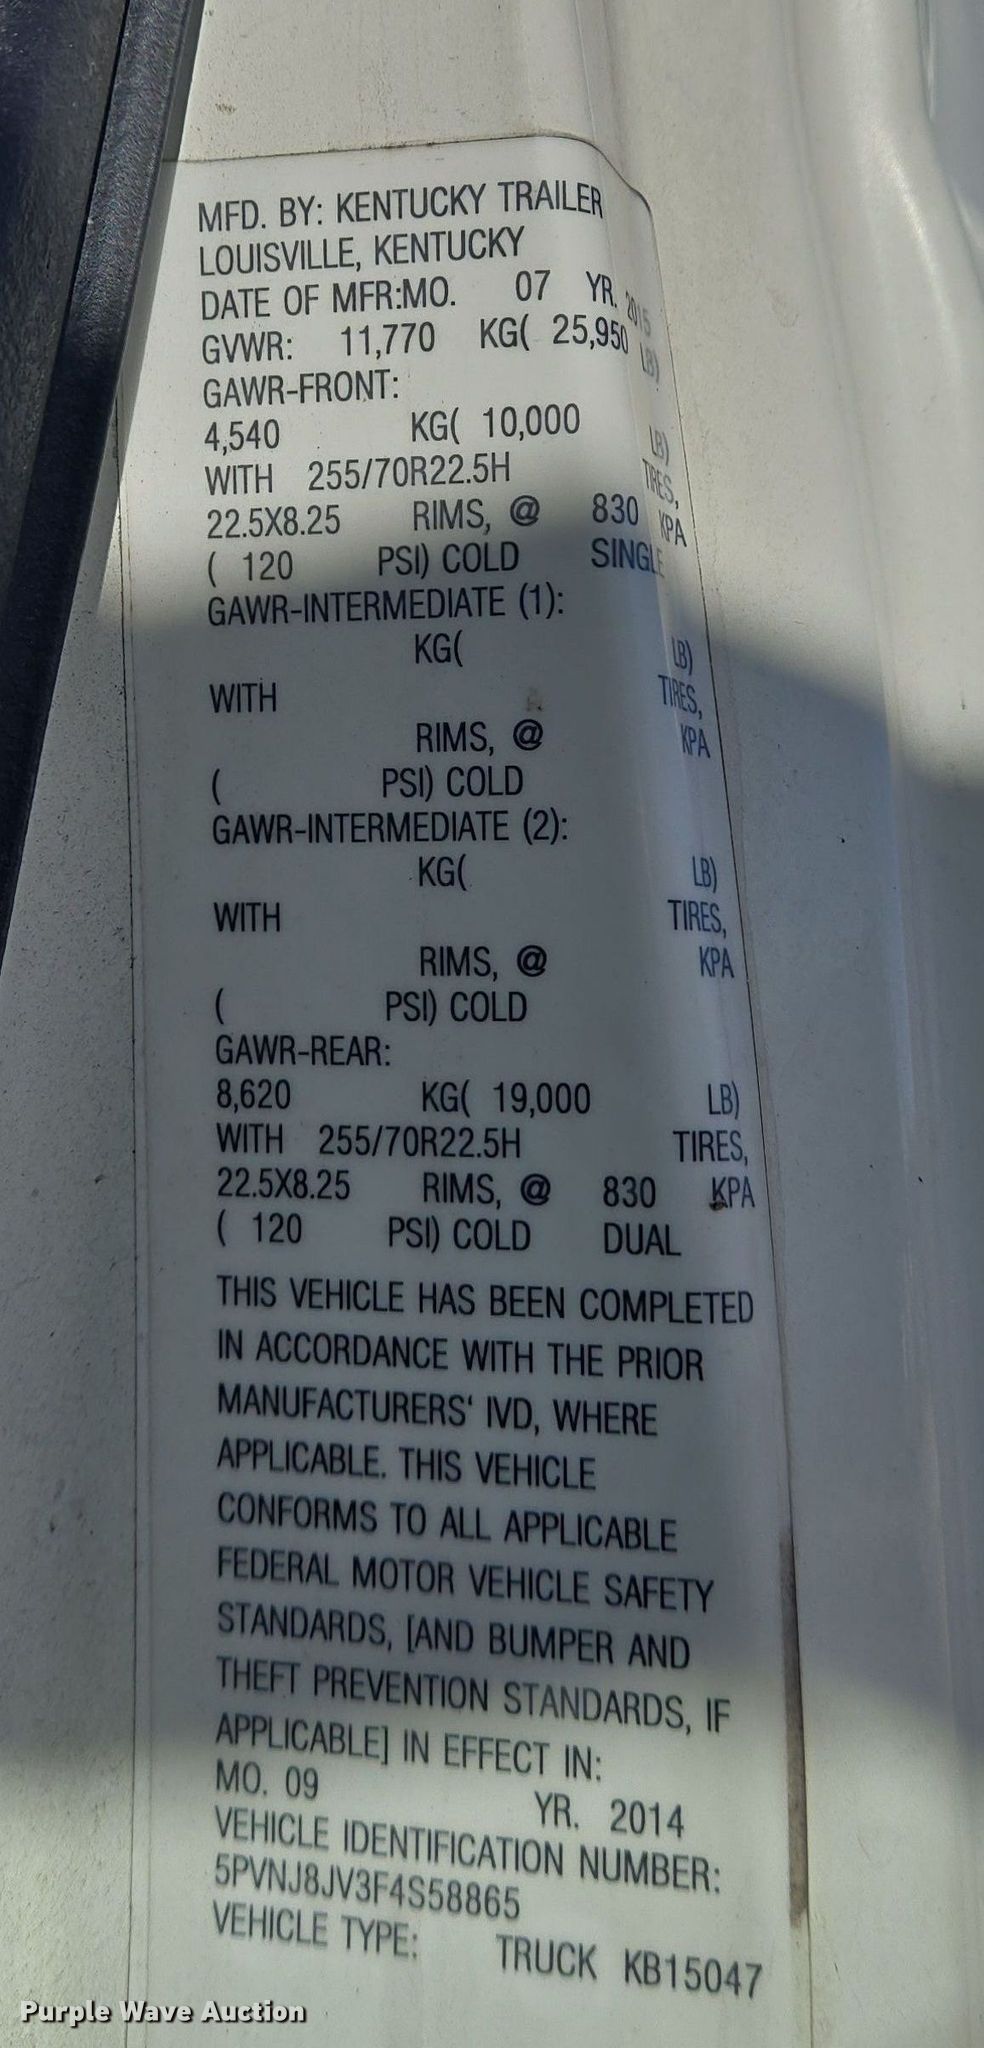 MFD. BY: KENTUCKY TRAILER
LOUISVILLE, KENTUCKY
DATE OF MFR:MO. 07 YR. 2015
GVWR: 11,770 KG( 25,950 LB)
GAWR-FRONT:
4,540 KG( 10,000 LB)
WITH 255/70R22.5H TIRES,
22.5X8.25 RIMS, @ 830 KPA
( 120 PSI) COLD SINGLE
GAWR-INTERMEDIATE (1):
KG( LB)
WITH TIRES,
RIMS, @ KPA
( PSI) COLD
GAWR-INTERMEDIATE (2):
KG( LB)
WITH TIRES,
RIMS, @ KPA
( PSI) COLD
GAWR-REAR:
8,620 KG( 19,000 LB)
WITH 255/70R22.5H TIRES,
22.5X8.25 RIMS, @ 830 KPA
( 120 PSI) COLD DUAL
THIS VEHICLE HAS BEEN COMPLETED
IN ACCORDANCE WITH THE PRIOR
MANUFACTURERS' IVD, WHERE
APPLICABLE. THIS VEHICLE
CONFORMS TO ALL APPLICABLE
FEDERAL MOTOR VEHICLE SAFETY
STANDARDS, [AND BUMPER AND
THEFT PREVENTION STANDARDS, IF
APPLICABLE] IN EFFECT IN:
MO. 09 YR. 2014
VEHICLE IDENTIFICATION NUMBER:
5PVNJ8JV3F4S58865
VEHICLE TYPE: TRUCK KB15047
Purple Wave Auction